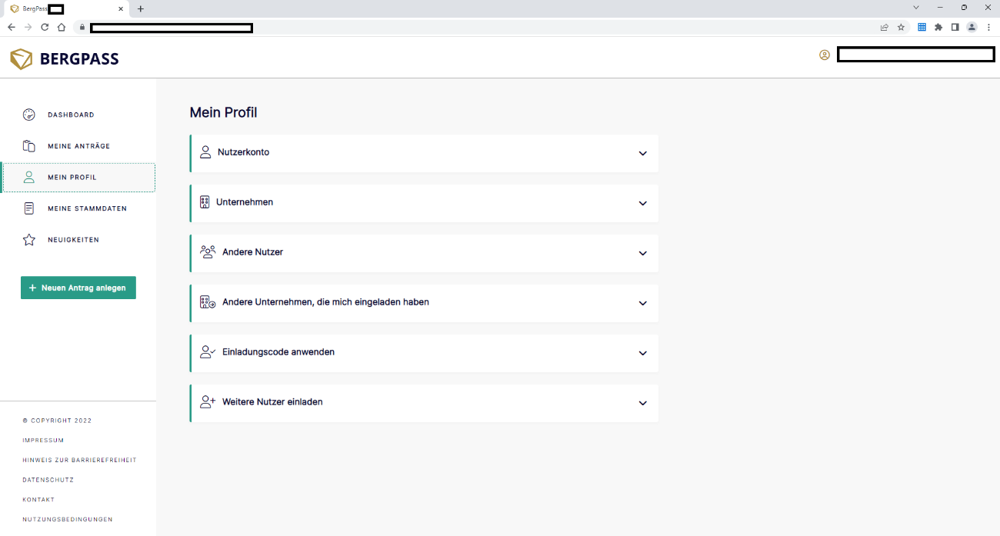 BergPass
BERGPASS
DASHBOARD
MEINE ANTRÄGE
MEIN PROFIL
MEINE STAMMDATEN
NEUIGKEITEN
+ Neuen Antrag anlegen
© COPYRIGHT 2022
IMPRESSUM
HINWEIS ZUR BARRIEREFREIHEIT
DATENSCHUTZ
KONTAKT
NUTZUNGSBEDINGUNGEN
Mein Profil
Nutzerkonto
Unternehmen
Andere Nutzer
Andere Unternehmen, die mich eingeladen haben
Einladungscode anwenden
Weitere Nutzer einladen